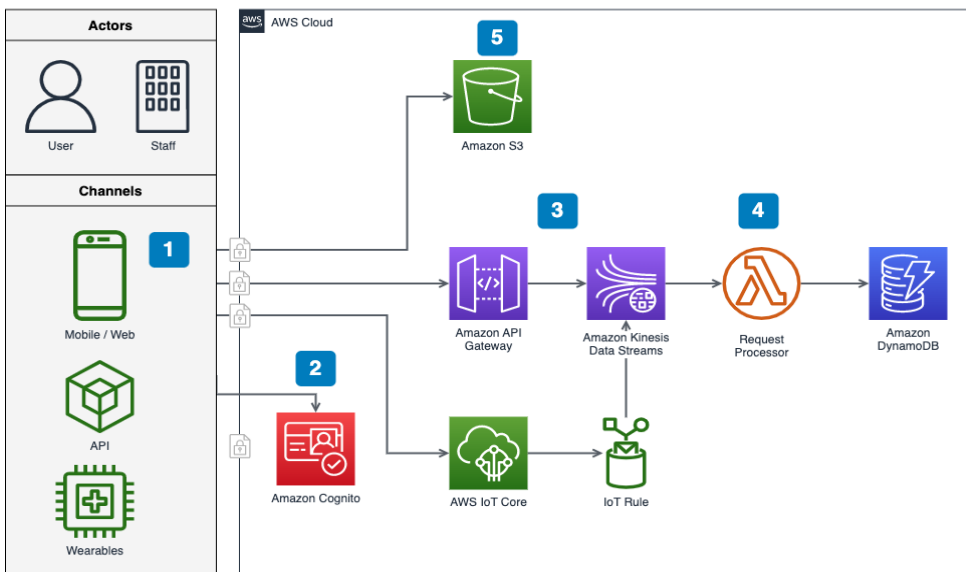 Actors
User
Staff
Channels
1
Mobile / Web
API
Wearables
aws
AWS Cloud
5
Amazon S3
3
4
Amazon API
Gateway
Amazon Kinesis
Data Streams
Request
Processor
Amazon
DynamoDB
2
Amazon Cognito
AWS IoT Core
IoT Rule